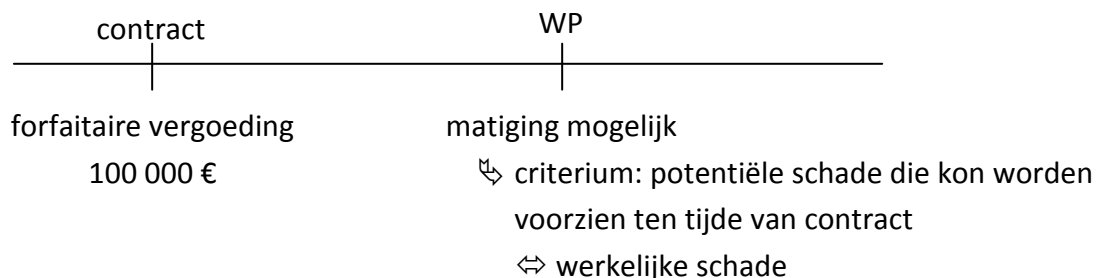 contract
WP
forfaitaire vergoeding
matiging mogelijk
100 000 €
criterium: potentiële schade die kon worden
voorzien ten tijde van contract
⇔ werkelijke schade